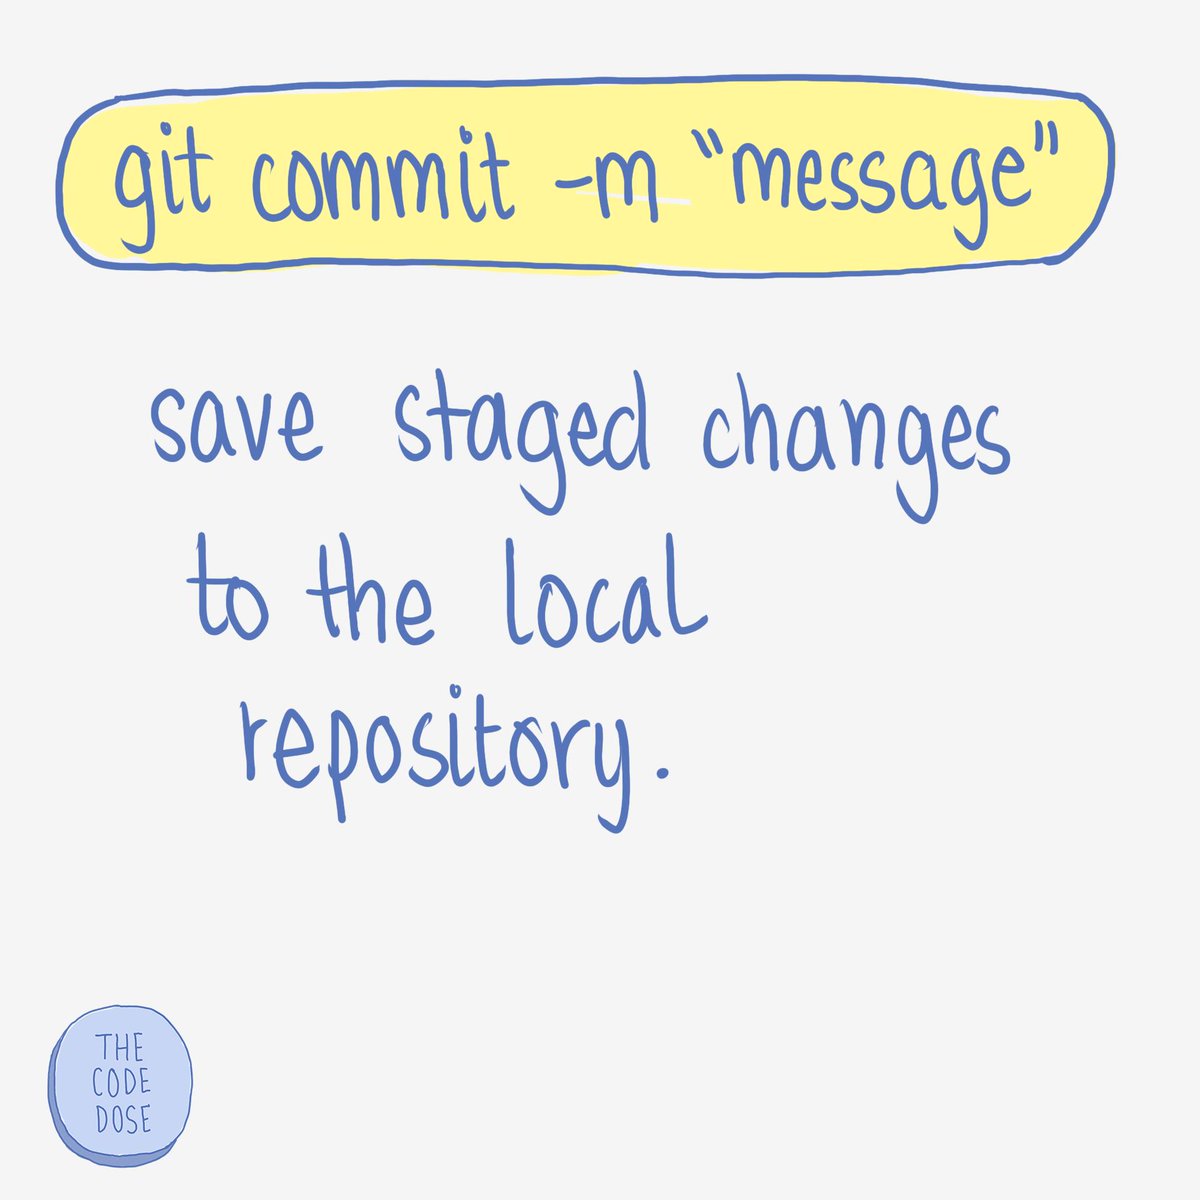 git commit -m “message”
save staged changes
to the local
repository.
THE
CODE
DOSE